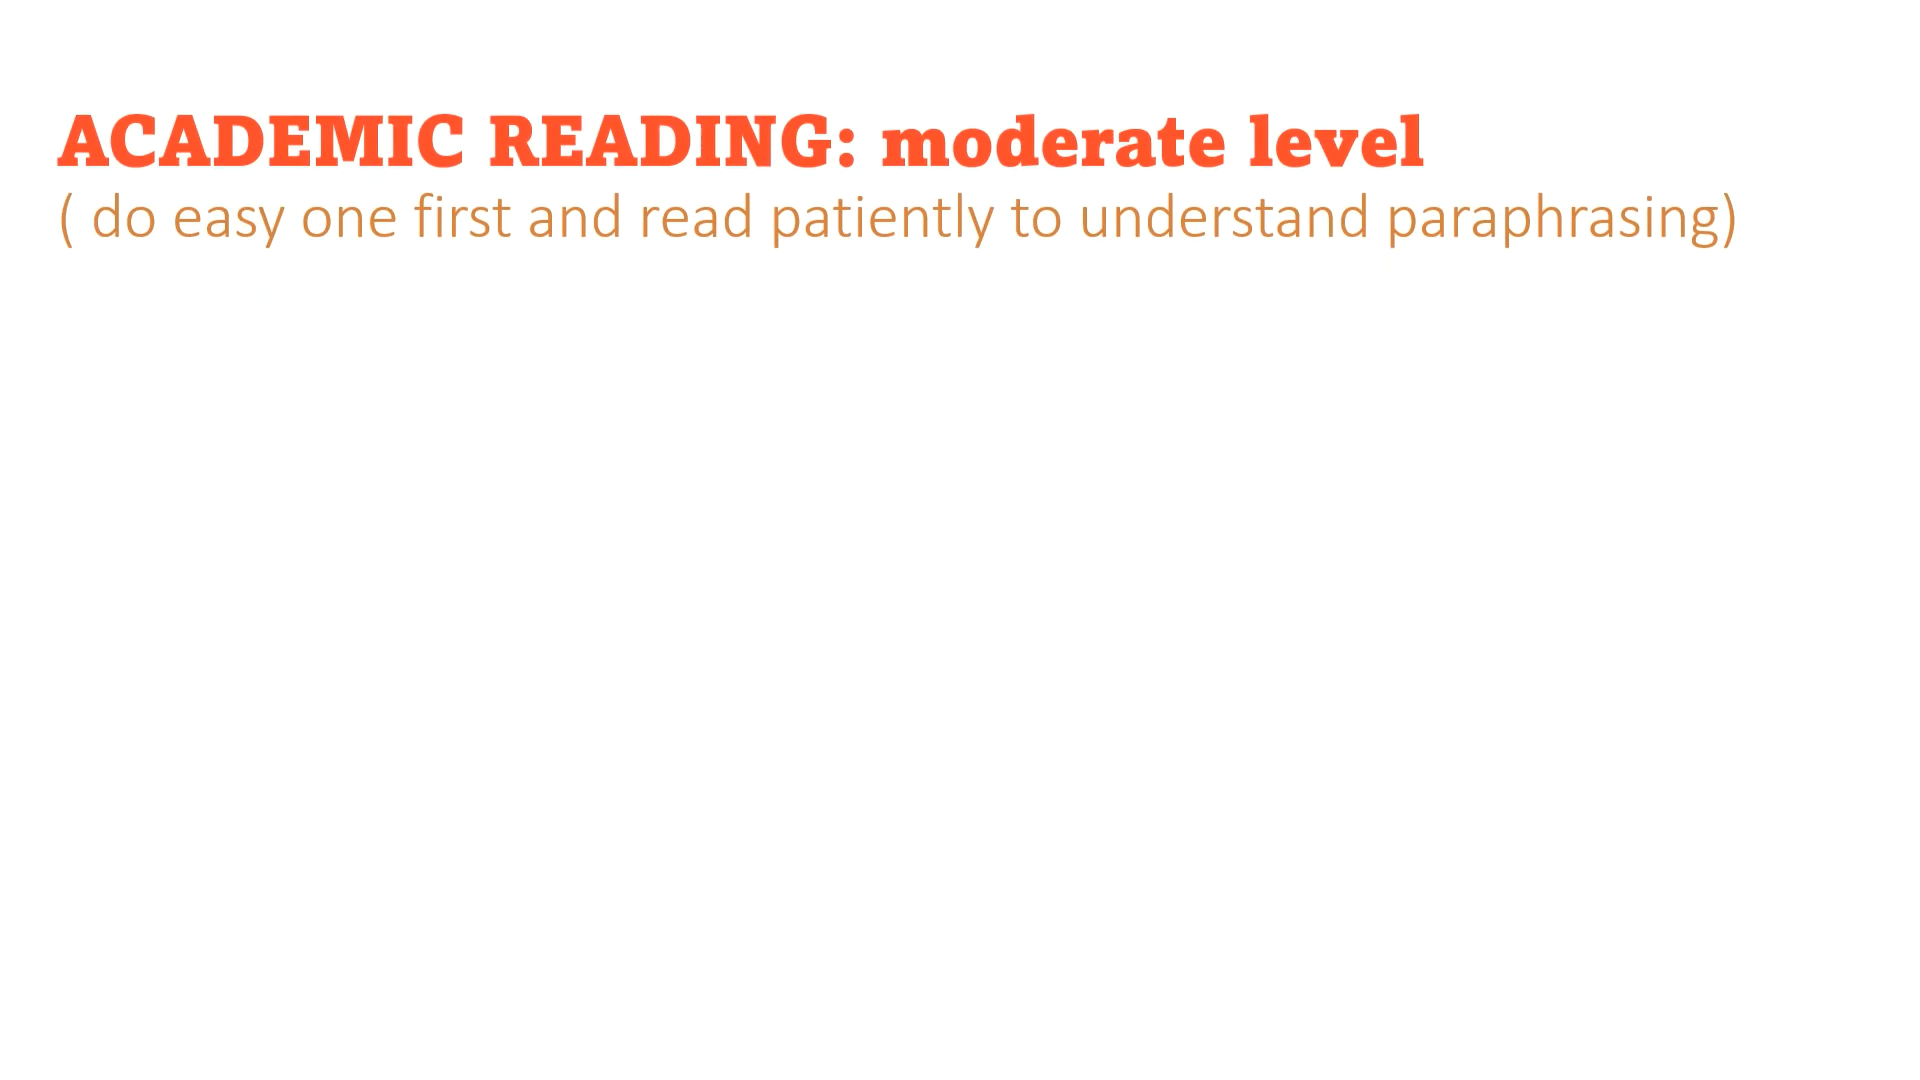 ACADEMIC READING: moderate level
( do easy one first and read patiently to understand paraphrasing)